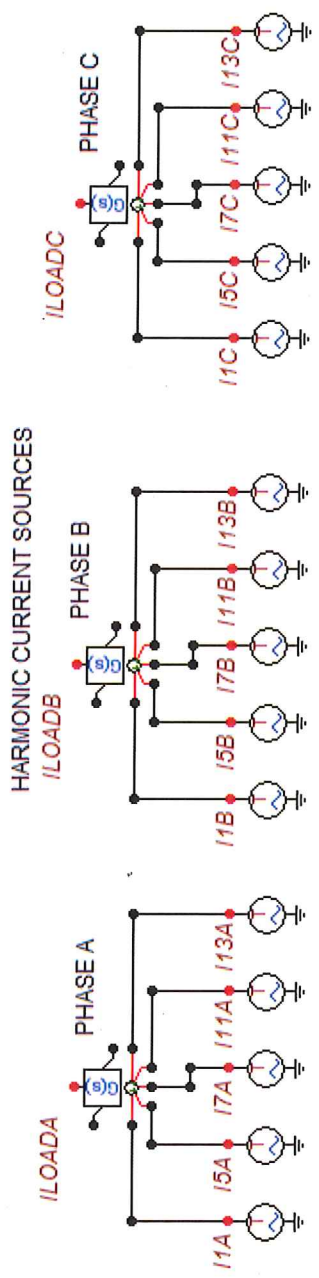 HARMONIC CURRENT SOURCES
ILOADA
PHASE A
G(s)
I1A
I5A
I7A
I11A
I13A
ILOADB
PHASE B
G(s)
I1B
I5B
I7B
I11B
I13B
ILOADC
PHASE C
G(s)
I1C
I5C
I7C
I11C
I13C